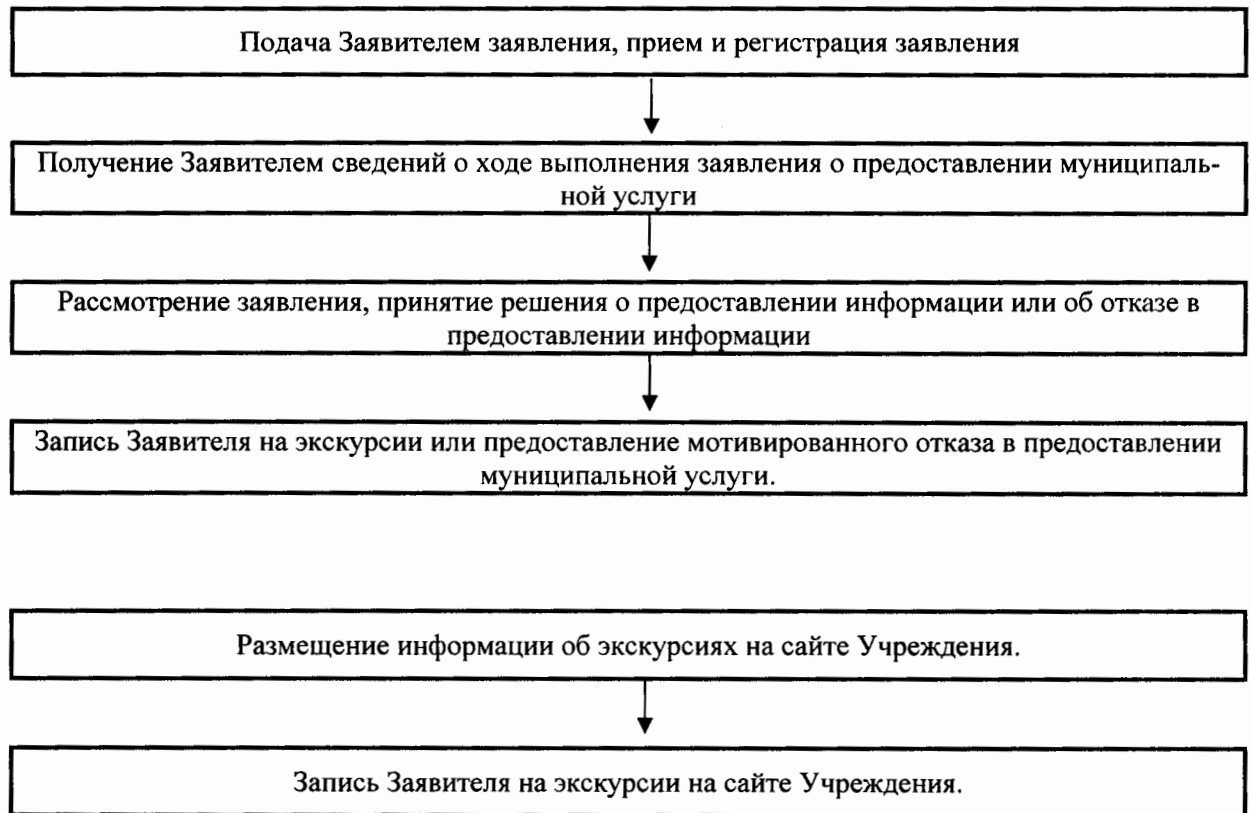 Подача Заявителем заявления, прием и регистрация заявления
Получение Заявителем сведений о ходе выполнения заявления о предоставлении муниципаль-
ной услуги
Рассмотрение заявления, принятие решения о предоставлении информации или об отказе в
предоставлении информации
Запись Заявителя на экскурсии или предоставление мотивированного отказа в предоставлении
муниципальной услуги.
Размещение информации об экскурсиях на сайте Учреждения.
Запись Заявителя на экскурсии на сайте Учреждения.